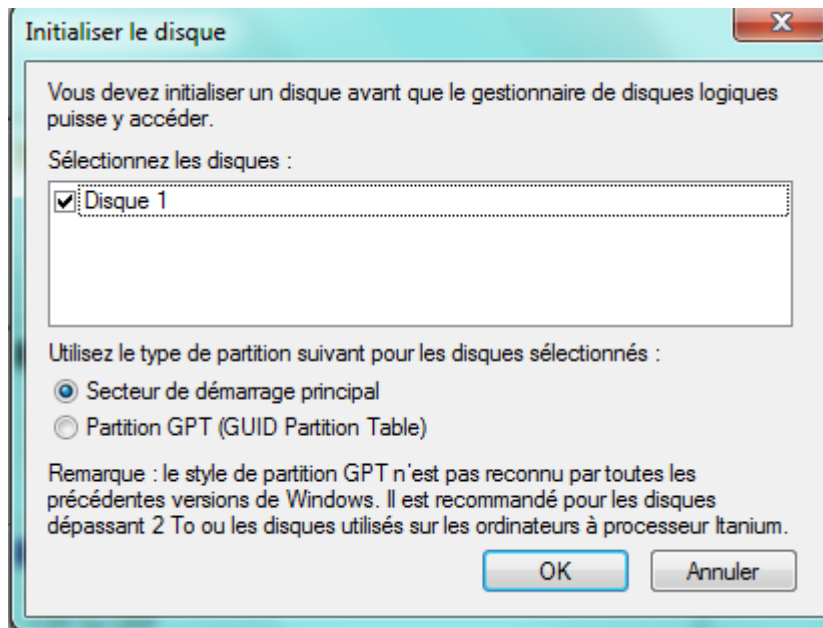 Initialiser le disque
Vous devez initialiser un disque avant que le gestionnaire de disques logiques
puisse y accéder.
Sélectionnez les disques :
Disque 1
Utilisez le type de partition suivant pour les disques sélectionnés :
Secteur de démarrage principal
Partition GPT (GUID Partition Table)
Remarque : le style de partition GPT n'est pas reconnu par toutes les
précédentes versions de Windows. Il est recommandé pour les disques
dépassant 2 To ou les disques utilisés sur les ordinateurs à processeur Itanium.
OK Annuler